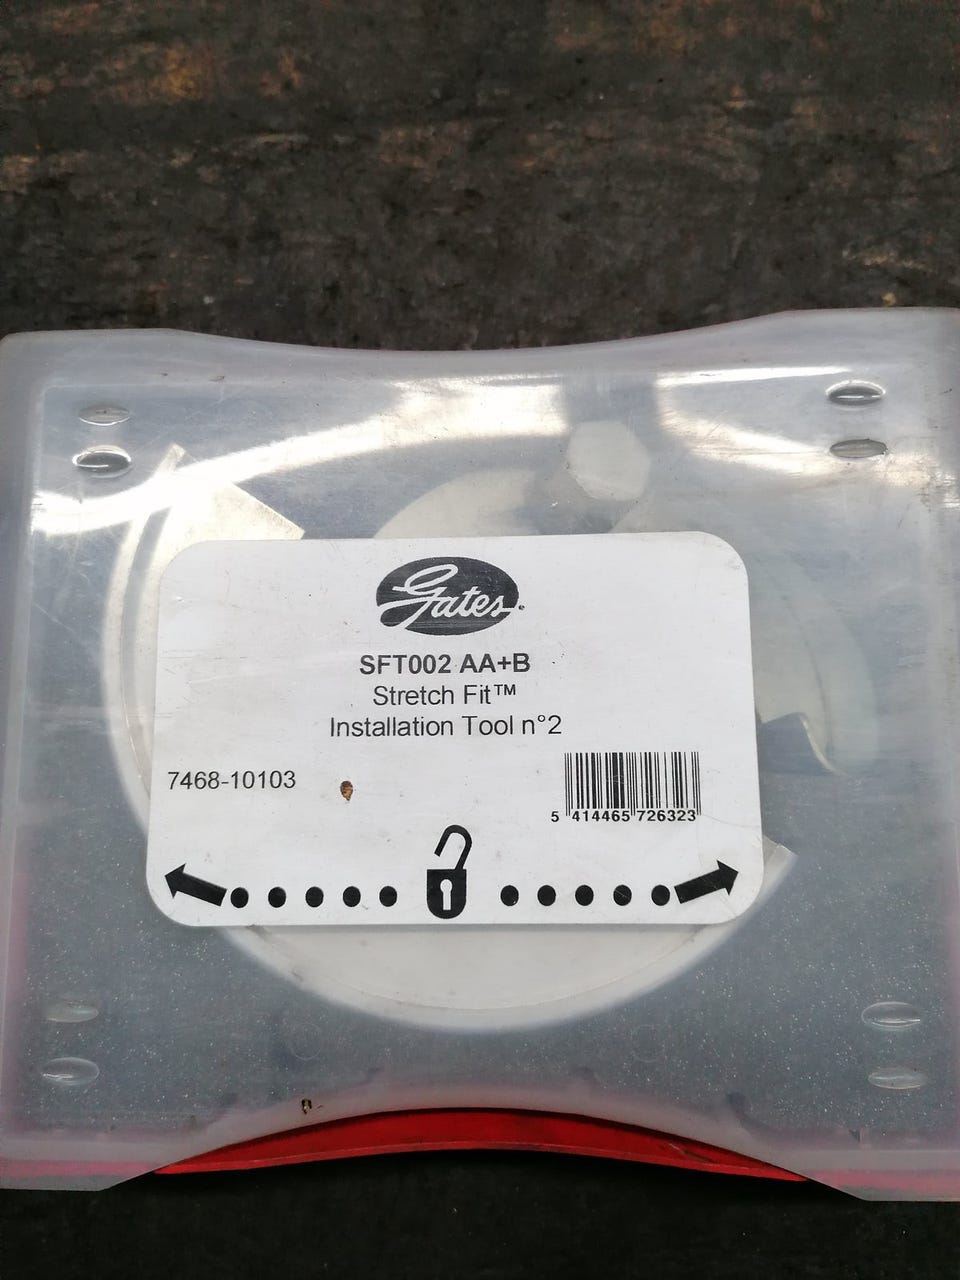 Gates
SFT002 AA+B
Stretch Fit™
Installation Tool n°2
7468-10103
5 414465 726323